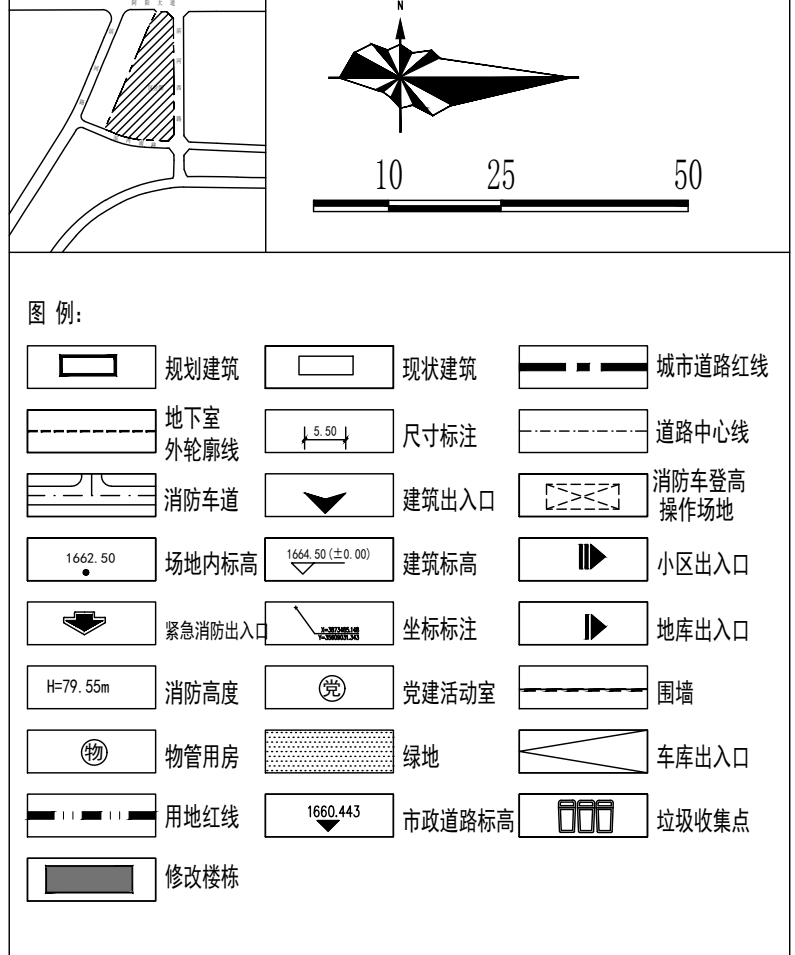 N
10 25 50
图 例:
规划建筑
现状建筑
城市道路红线
地下室
外轮廓线
5.50
尺寸标注
道路中心线
消防车道
建筑出入口
消防车登高
操作场地
1662.50
场地内标高
1664.50(±0.00)
建筑标高
小区出入口
紧急消防出入口
坐标标注
地库出入口
H=79.55m
消防高度
党
党建活动室
围墙
物
物管用房
绿地
车库出入口
用地红线
1660.443
市政道路标高
垃圾收集点
修改楼栋